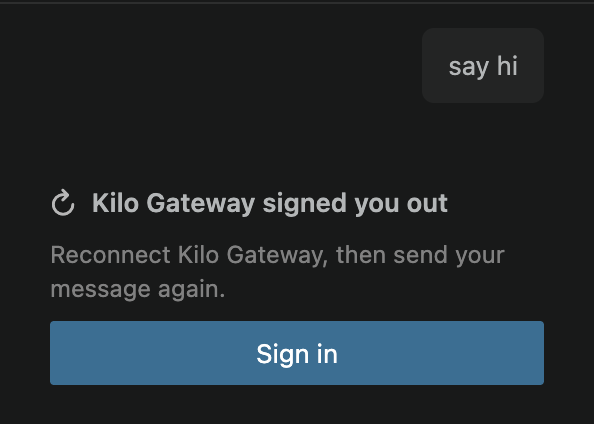 say hi
Kilo Gateway signed you out
Reconnect Kilo Gateway, then send your
message again.
Sign in